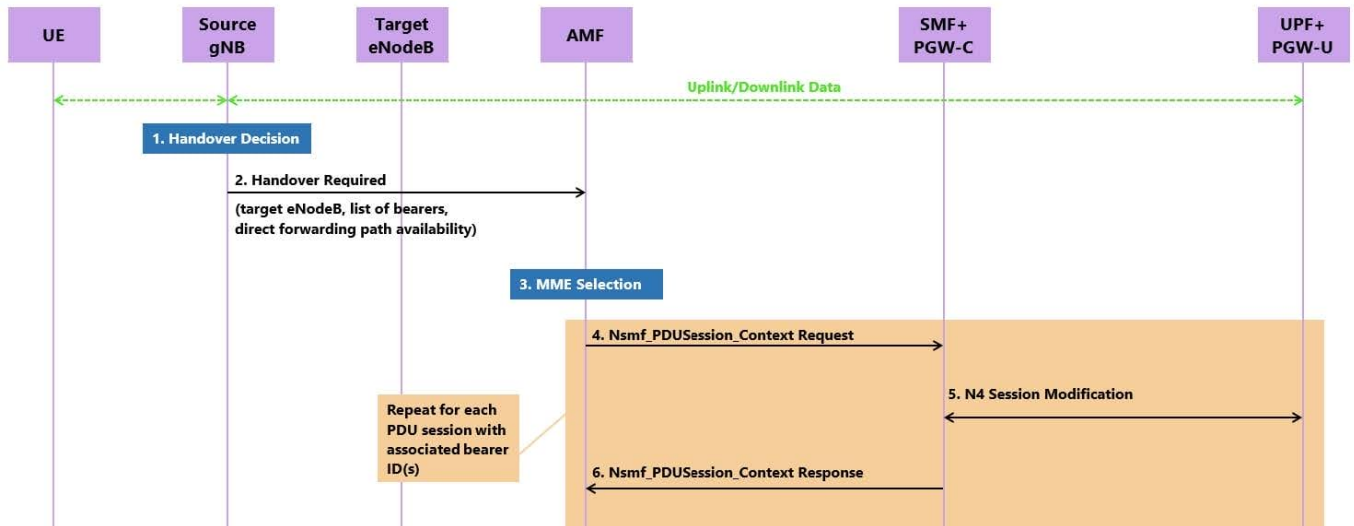 UE
Source
gNB
Target
eNodeB
AMF
SMF+
PGW-C
UPF+
PGW-U
Uplink/Downlink Data
1. Handover Decision
2. Handover Required
(target eNodeB, list of bearers,
direct forwarding path availability)
3. MME Selection
4. Nsmf_PDUSession_Context Request
5. N4 Session Modification
Repeat for each
PDU session with
associated bearer
ID(s)
6. Nsmf_PDUSession_Context Response